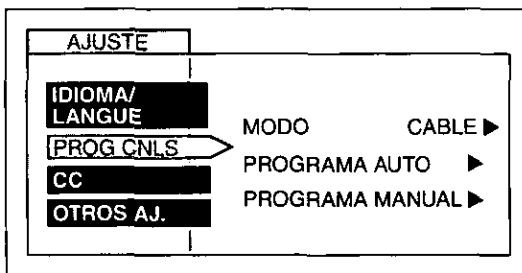 AJUSTE
IDIOMA/
LANGUE
PROG CNLS
CC
OTROS AJ.
MODO CABLE ▶
PROGRAMA AUTO ▶
PROGRAMA MANUAL ▶